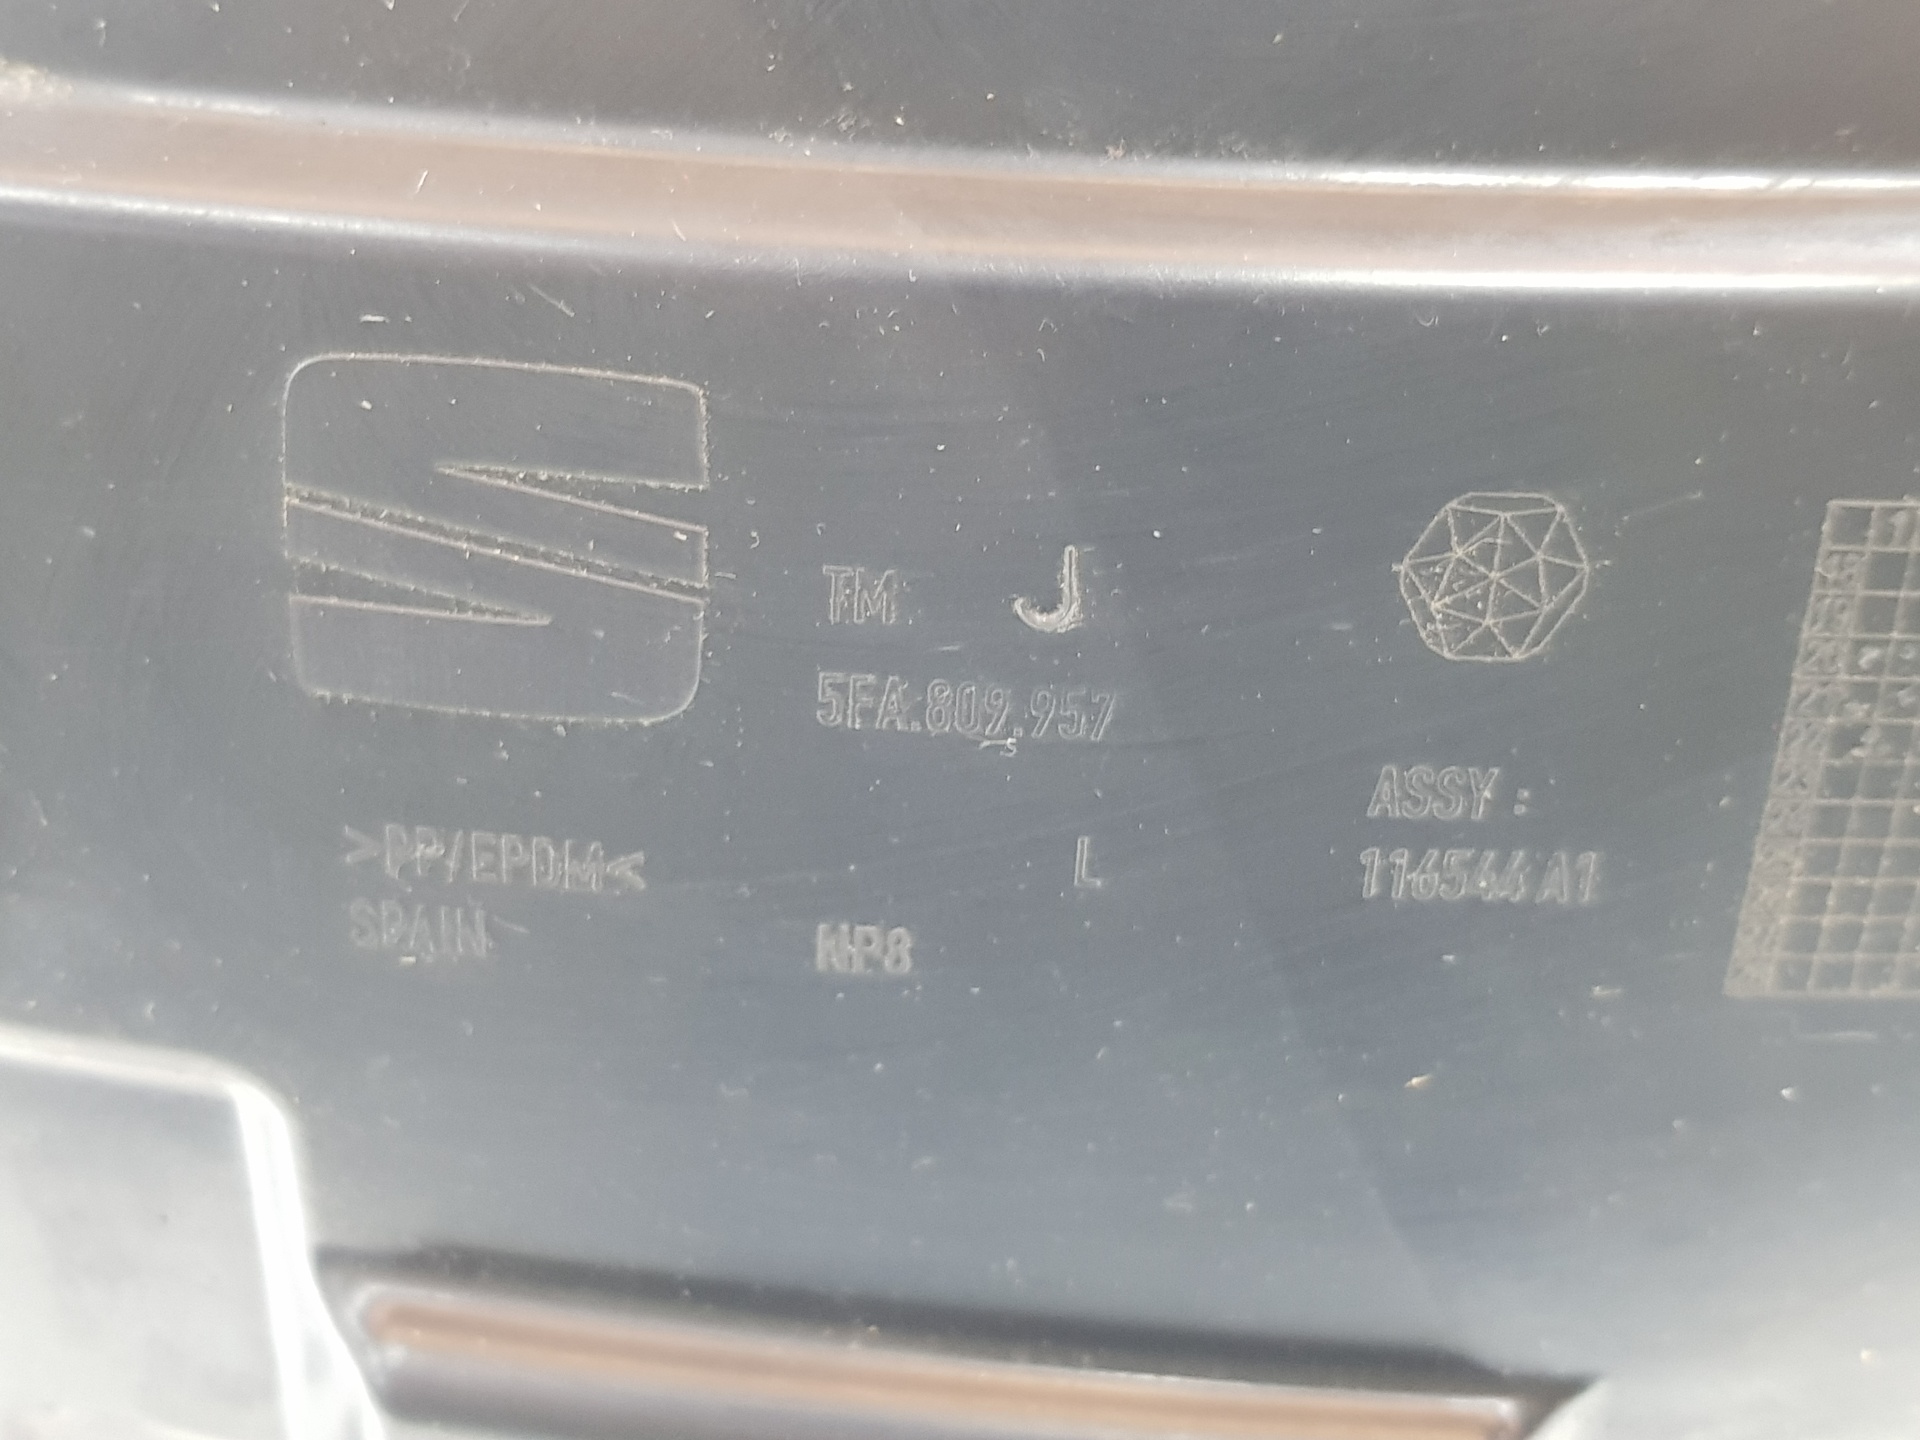 TM J
5FA.809.957
ASSY:
>PP/EPDM< L 116544 A1
SPAIN NP8